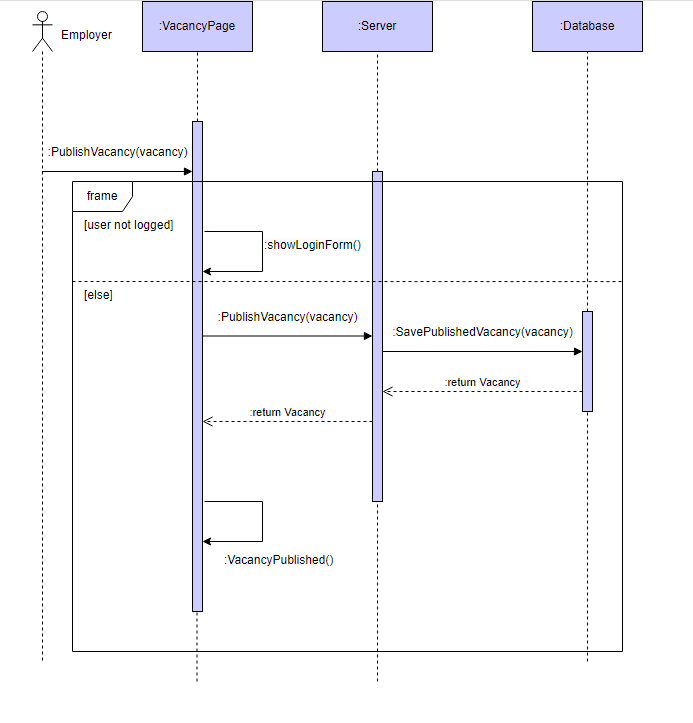 Employer
:VacancyPage
:Server
:Database
:PublishVacancy(vacancy)
frame
[user not logged]
:showLoginForm()
[else]
:PublishVacancy(vacancy)
:SavePublishedVacancy(vacancy)
:return Vacancy
:return Vacancy
:VacancyPublished()